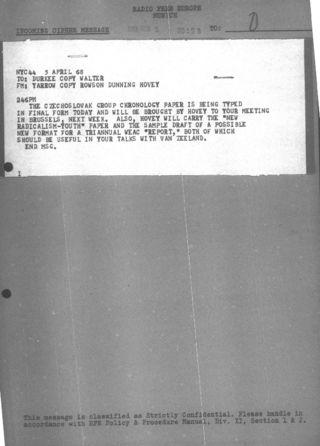 RADIO FREE EUROPE
MUNICH
INCOMING CIPHER MESSAGE TO:
NYC44 5 APRIL 68
TO: DURKEE COPY WALTER
FM: YARROW COPY ROWSON DUNNING HOVEY
246PM
THE CZECHOSLOVAK GROUP CHRONOLOGY PAPER IS BEING TYPED
IN FINAL FORM TODAY AND WILL BE BROUGHT BY HOVEY TO YOUR MEETING
IN BRUSSELS, NEXT WEEK. ALSO, HOVEY WILL CARRY THE "NEW
RADICALISM-YOUTH" PAPER AND THE SAMPLE DRAFT OF A POSSIBLE
NEW FORMAT FOR A TRIANNUAL WEAC "REPORT," BOTH OF WHICH
SHOULD BE USEFUL IN YOUR TALKS WITH VAN ZEELAND.
END MSG.
1
This message is classified as Strictly Confidential. Please handle in
accordance with RFE Policy & Procedure Manual, Div. XI, Section 1 & 2.